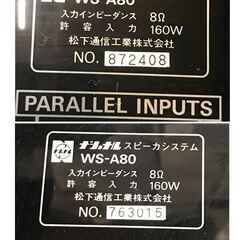 WS-A80
入力インピーダンス 8Ω
許容入力 160W
松下通信工業株式会社
NO. 872408
PARALLEL INPUTS
ナショナル スピーカシステム
WS-A80
入力インピーダンス 8Ω
許容入力 160W
松下通信工業株式会社
NO. 763015